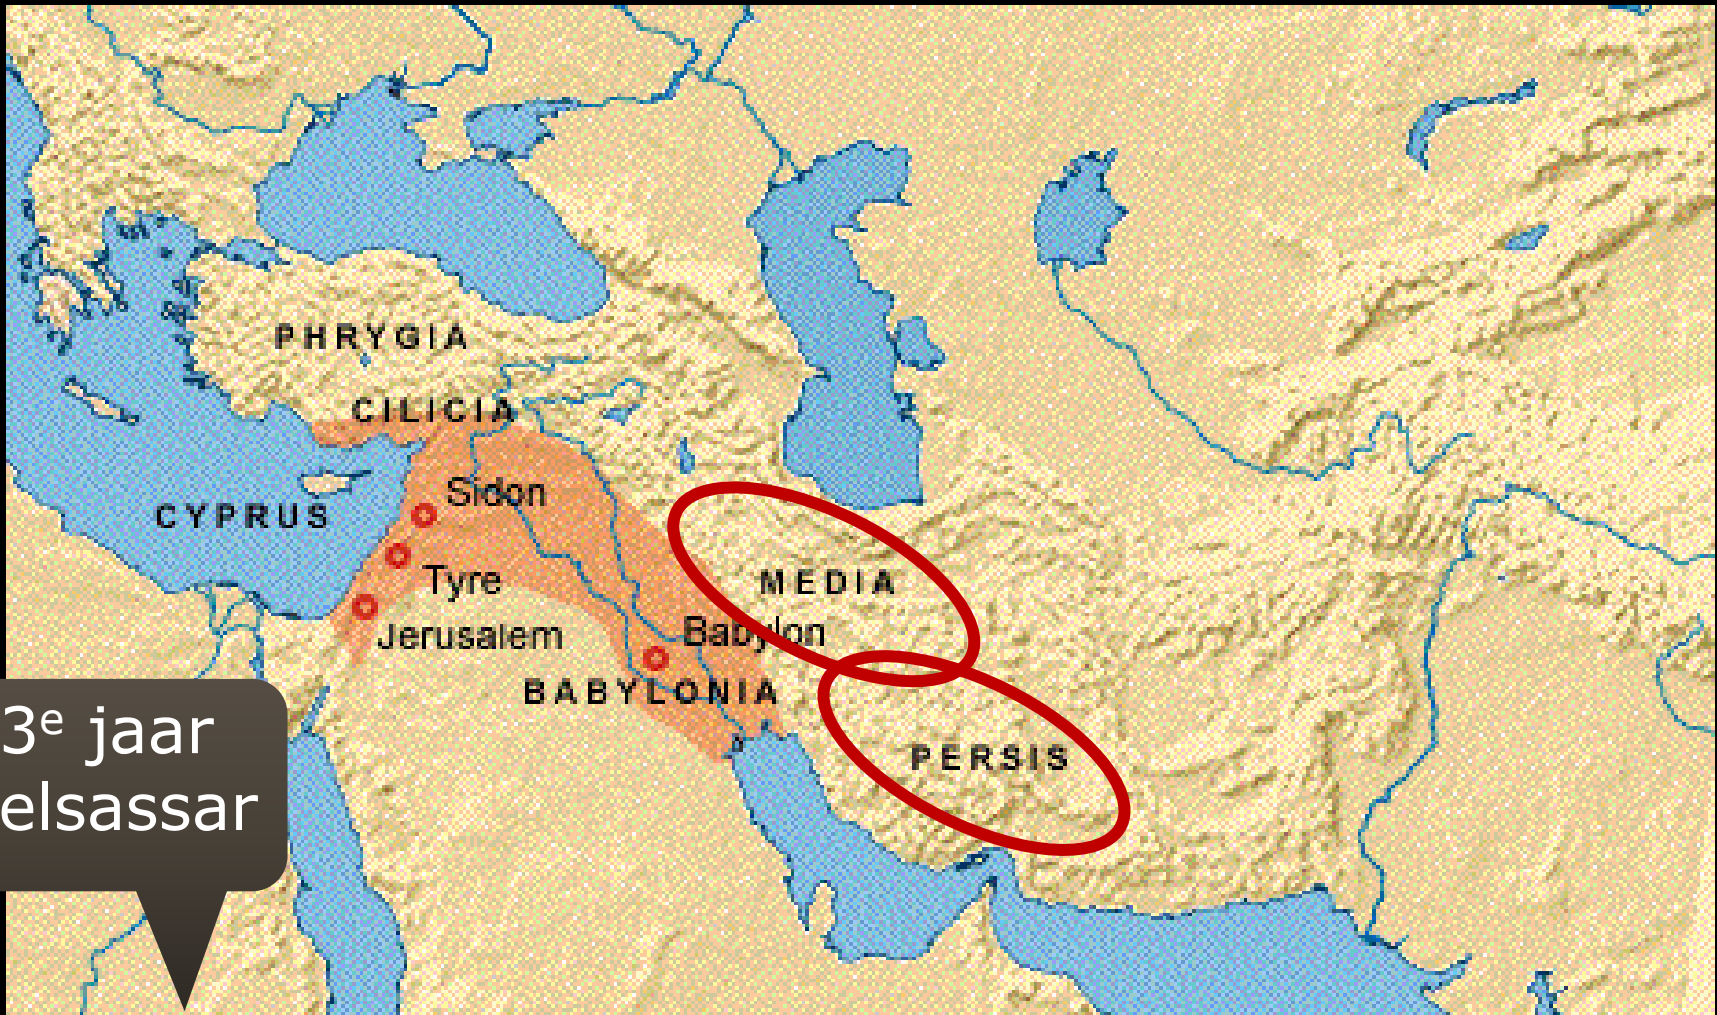 PHRYGIA
CILICIA
Sidon
CYPRUS
Tyre
MEDIA
Jerusalem
Babylon
BABYLONIA
PERSIS
3e jaar
elsassar